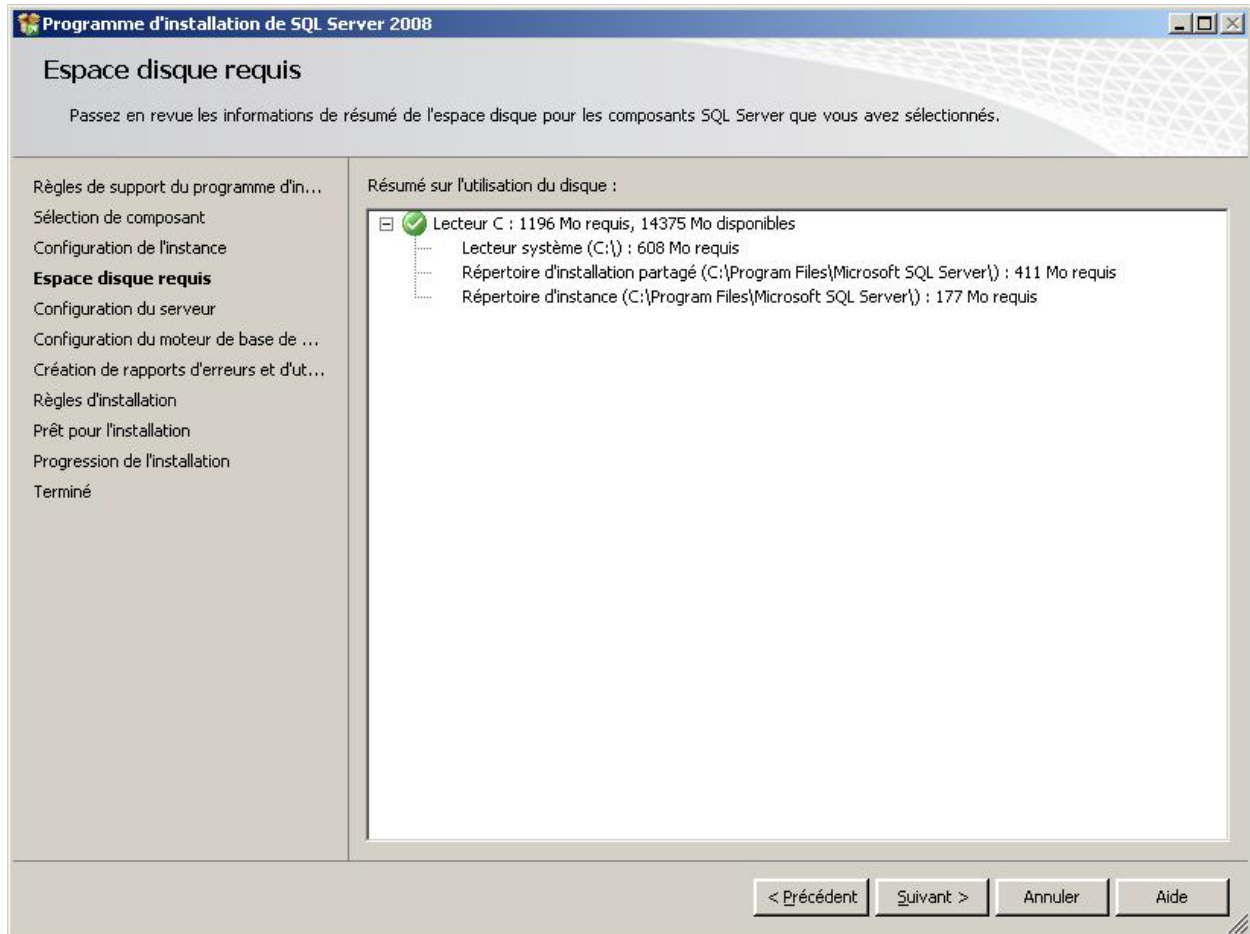 Programme d'installation de SQL Server 2008
Espace disque requis
Passez en revue les informations de résumé de l'espace disque pour les composants SQL Server que vous avez sélectionnés.
Règles de support du programme d'in...
Sélection de composant
Configuration de l'instance
Espace disque requis
Configuration du serveur
Configuration du moteur de base de ...
Création de rapports d'erreurs et d'ut...
Règles d'installation
Prêt pour l'installation
Progression de l'installation
Terminé
Résumé sur l'utilisation du disque :
Lecteur C : 1196 Mo requis, 14375 Mo disponibles
Lecteur système (C:\) : 608 Mo requis
Répertoire d'installation partagé (C:\Program Files\Microsoft SQL Server\) : 411 Mo requis
Répertoire d'instance (C:\Program Files\Microsoft SQL Server\) : 177 Mo requis
< Précédent
Suivant >
Annuler
Aide